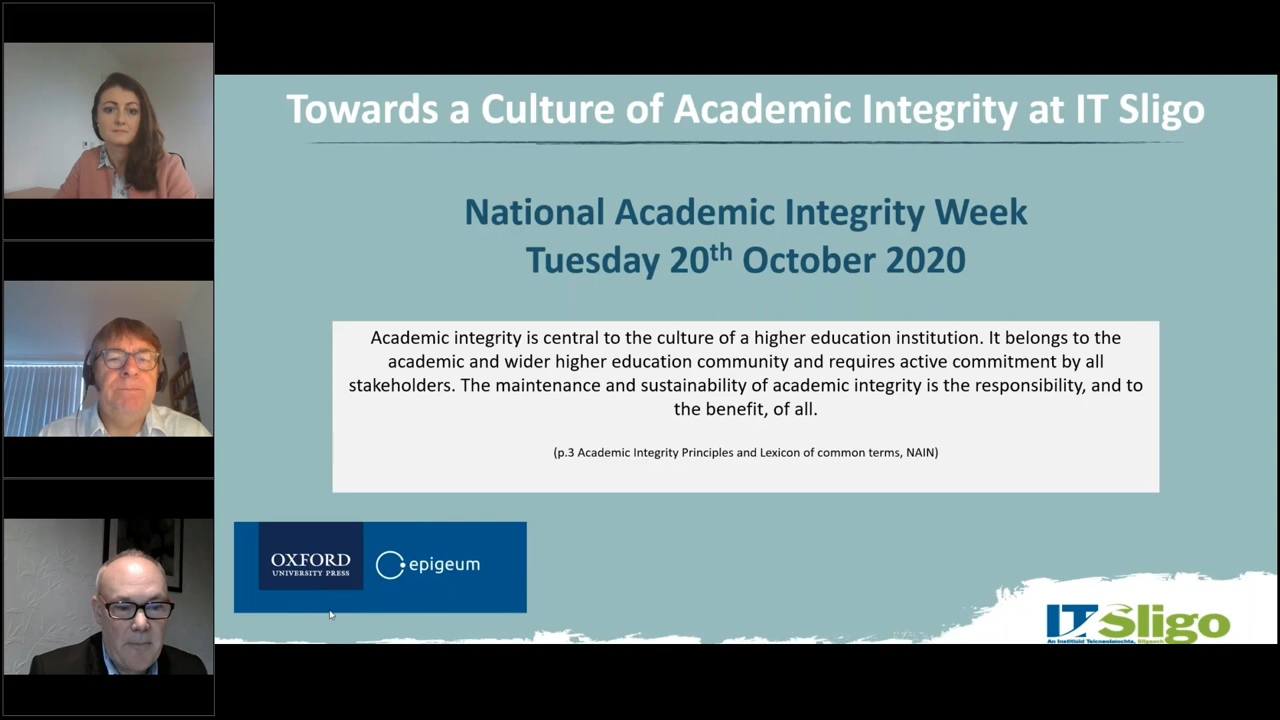 Towards a Culture of Academic Integrity at IT Sligo
National Academic Integrity Week
Tuesday 20th October 2020
Academic integrity is central to the culture of a higher education institution. It belongs to the
academic and wider higher education community and requires active commitment by all
stakeholders. The maintenance and sustainability of academic integrity is the responsibility, and to
the benefit, of all.
(p.3 Academic Integrity Principles and Lexicon of common terms, NAIN)
OXFORD
UNIVERSITY PRESS
epigeum
IT Sligo
An Institiúid Teicneolaíochta, Sligeach